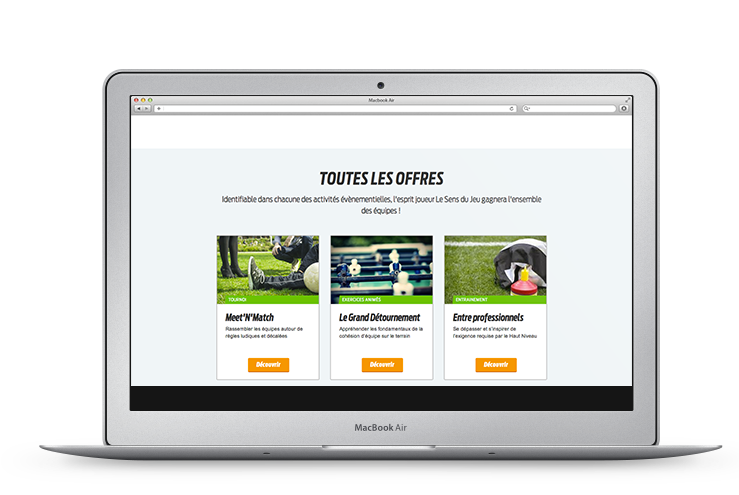 Macbook Air
TOUTES LES OFFRES
Identifiable dans chacune des activités évènementielles, l'esprit joueur Le Sens du Jeu gagnera l'ensemble
des équipes !
TOURNOI
EXERCICES ANIMÉS
ENTRAINEMENT
Meet'N'Match
Le Grand Détournement
Entre professionnels
Rassembler les équipes autour de
règles ludiques et décalées
Appréhender les fondamentaux de la
cohésion d'équipe sur le terrain
Se dépasser et s'inspirer de
l'exigence requise par le Haut Niveau
Découvrir
Découvrir
Découvrir
MacBook Air